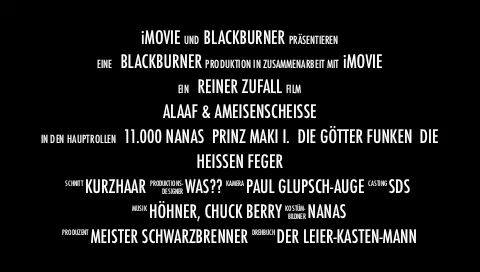 iMOVIE UND BLACKBURNER PRÄSENTIEREN
EINE BLACKBURNER PRODUKTION IN ZUSAMMENARBEIT MIT iMOVIE
EIN REINER ZUFALL FILM
ALAAF & AMEISENSCHEISSE
IN DEN HAUPTROLLEN 11.000 NANAS PRINZ MAKI I. DIE GÖTTER FUNKEN DIE
HEISSEN FEGER
SCHNITT KURZHAAR PRODUKTIONS-DESIGNER WAS?? KAMERA PAUL GLUPSCH-AUGE CASTING SDS
MUSIK HÖHNER, CHUCK BERRY KOSTÜM-BILDNER NANAS
PRODUZENT MEISTER SCHWARZBRENNER DREHBUCH DER LEIER-KASTEN-MANN